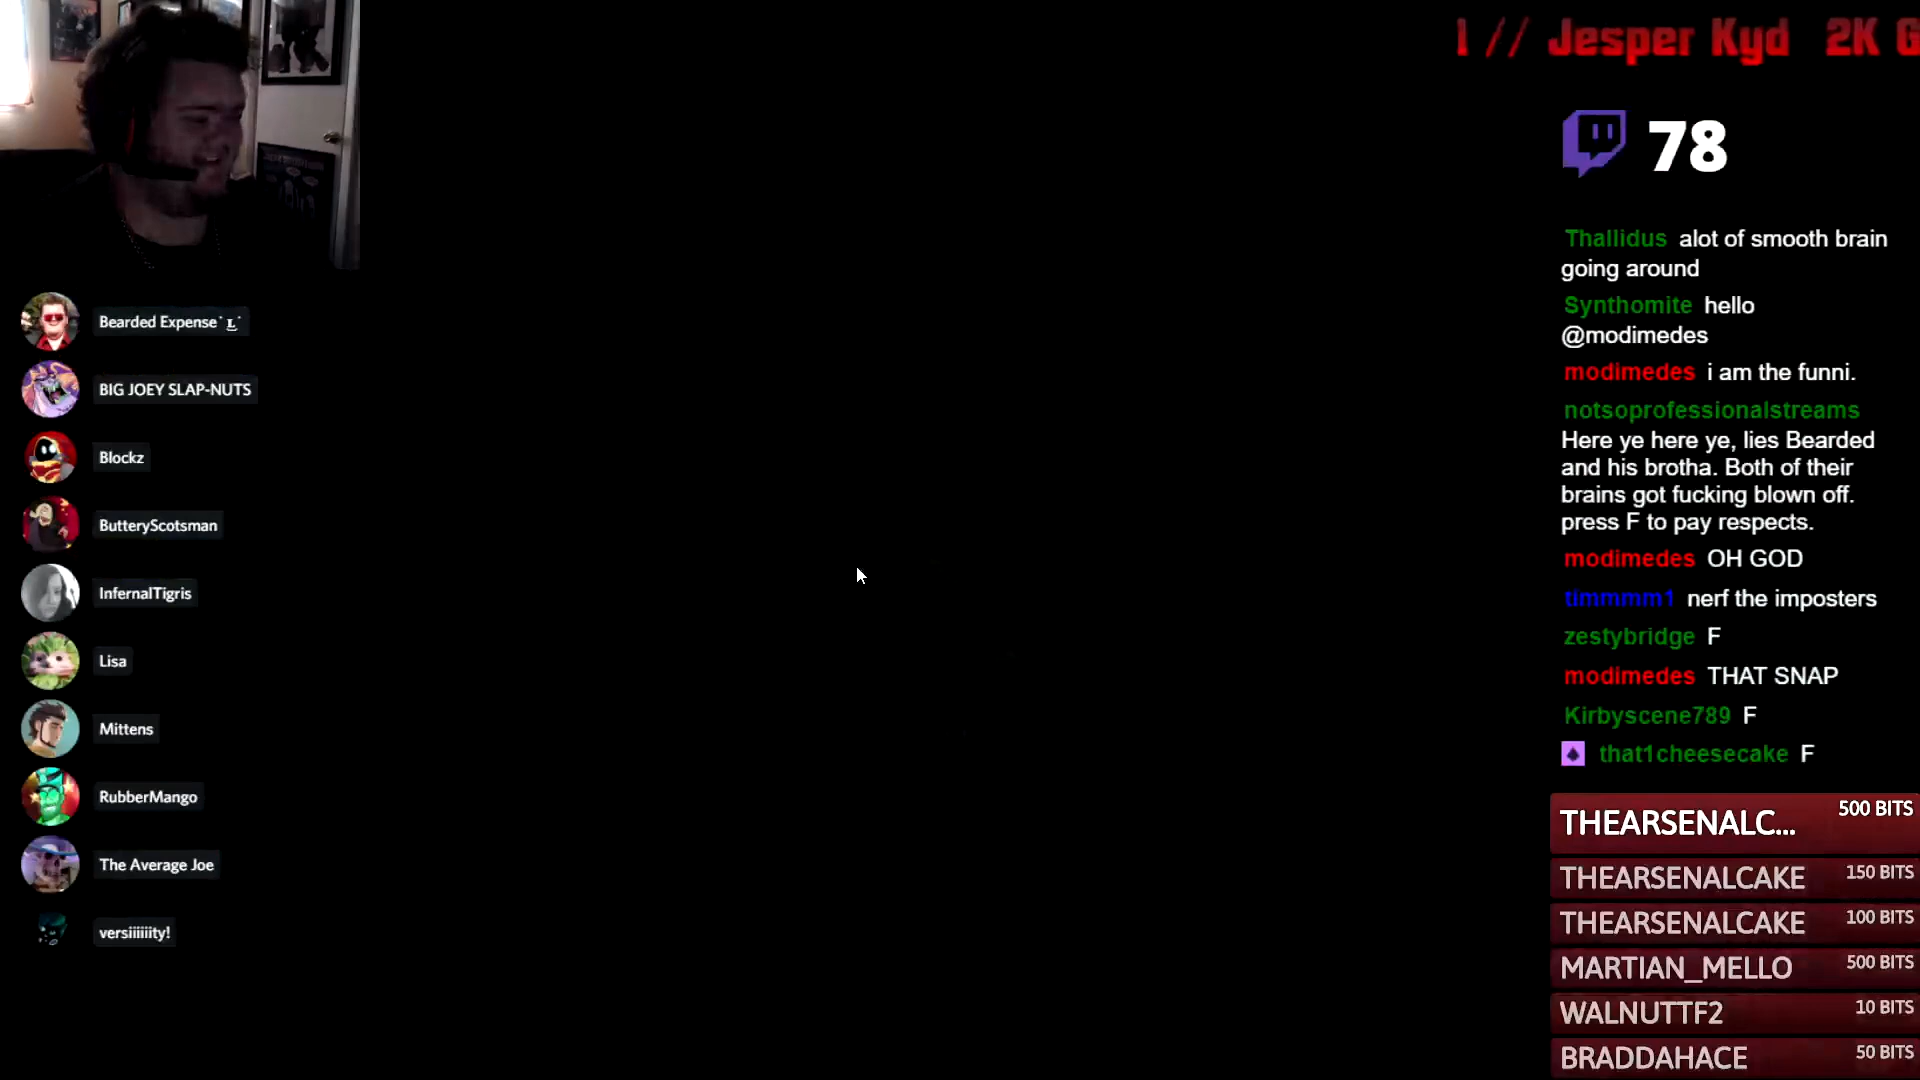 1 // Jesper Kyd 2K G
78
Thallidus alot of smooth brain
going around
Synthomite hello
@modimedes
modimedes i am the funni.
notsoprofessionalstreams
Here ye here ye, lies Bearded
and his brotha. Both of their
brains got fucking blown off.
press F to pay respects.
modimedes OH GOD
timmmm1 nerf the imposters
zestybridge F
modimedes THAT SNAP
Kirbyscene789 F
that1cheesecake F
Bearded Expense
BIG JOEY SLAP-NUTS
Blockz
ButteryScotsman
InfernalTigris
Lisa
Mittens
RubberMango
The Average Joe
versiiiiiity!
THEARSENALC... 500 BITS
THEARSENALCAKE 150 BITS
THEARSENALCAKE 100 BITS
MARTIAN_MELLO 500 BITS
WALNUTTF2 10 BITS
BRADDAHACE 50 BITS